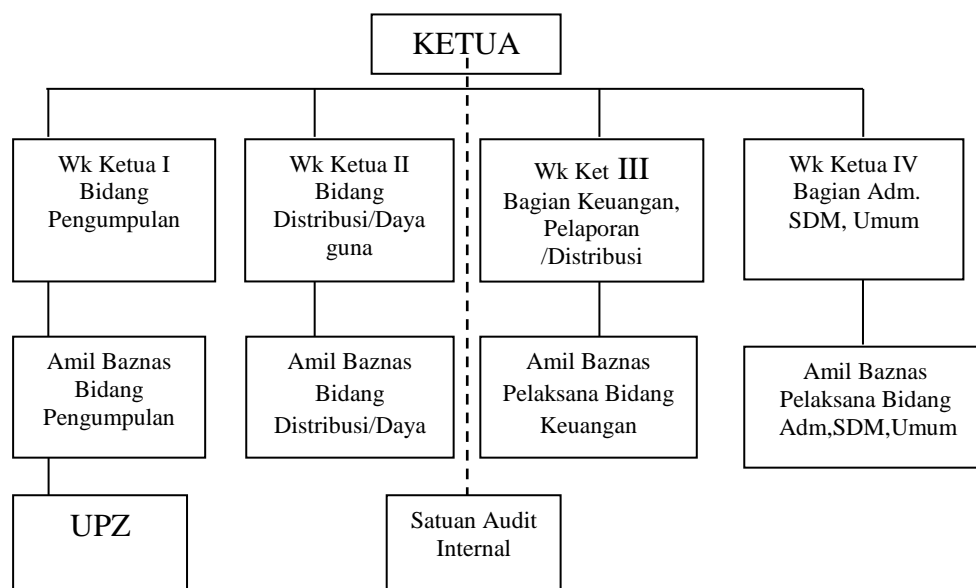 KETUA
Wk Ketua I
Bidang
Pengumpulan
Wk Ketua II
Bidang
Distribusi/Daya
guna
Wk Ket III
Bagian Keuangan,
Pelaporan
/Distribusi
Wk Ketua IV
Bagian Adm.
SDM, Umum
Amil Baznas
Bidang
Pengumpulan
Amil Baznas
Bidang
Distribusi/Daya
Amil Baznas
Pelaksana Bidang
Keuangan
Amil Baznas
Pelaksana Bidang
Adm,SDM,Umum
UPZ
Satuan Audit
Internal